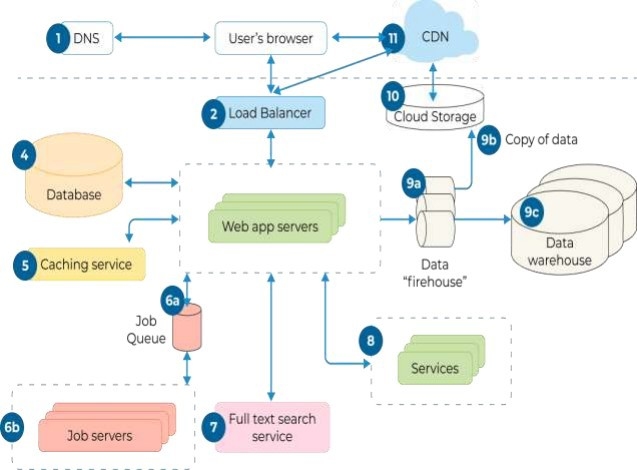 1 DNS
User's browser
11 CDN
2 Load Balancer
10
Cloud Storage
9b Copy of data
4
Database
9a
9c
Web app servers
Data
warehouse
5 Caching service
Data
“firehouse”
6a
Job
Queue
8
Services
6b Job servers
7 Full text search
service